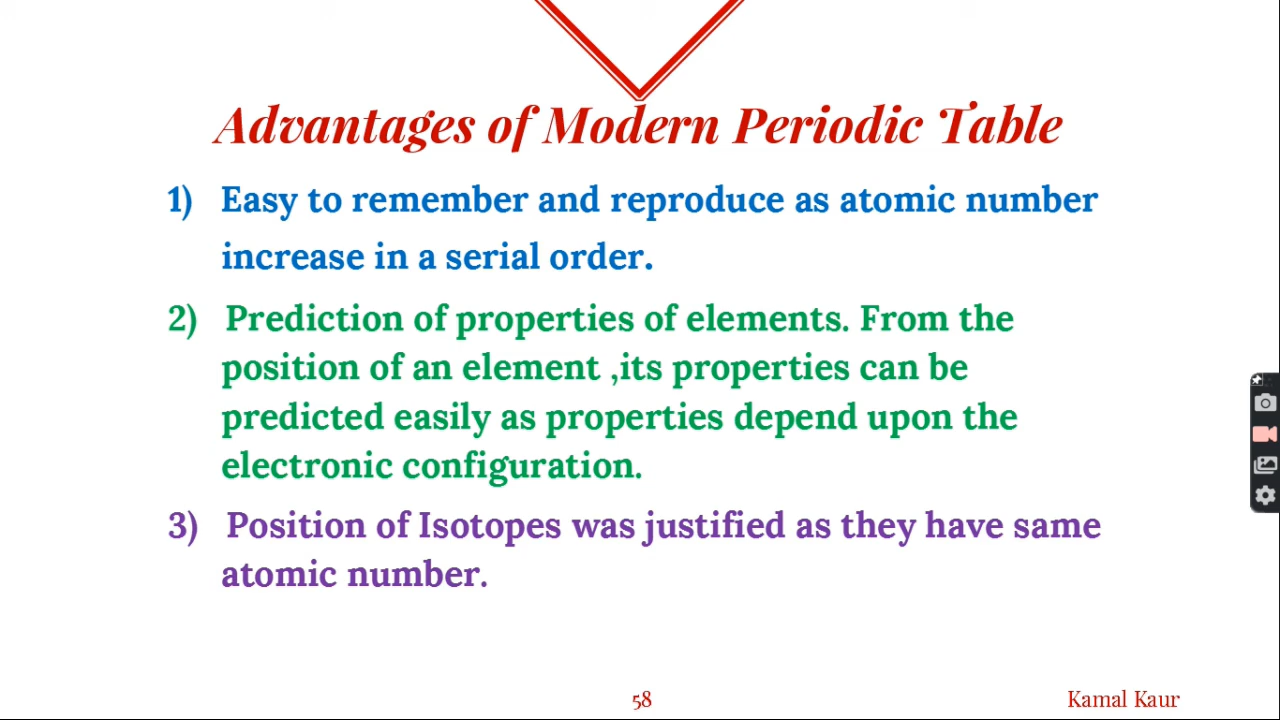 Advantages of Modern Periodic Table
1) Easy to remember and reproduce as atomic number
increase in a serial order.
2) Prediction of properties of elements. From the
position of an element ,its properties can be
predicted easily as properties depend upon the
electronic configuration.
3) Position of Isotopes was justified as they have same
atomic number.
58
Kamal Kaur